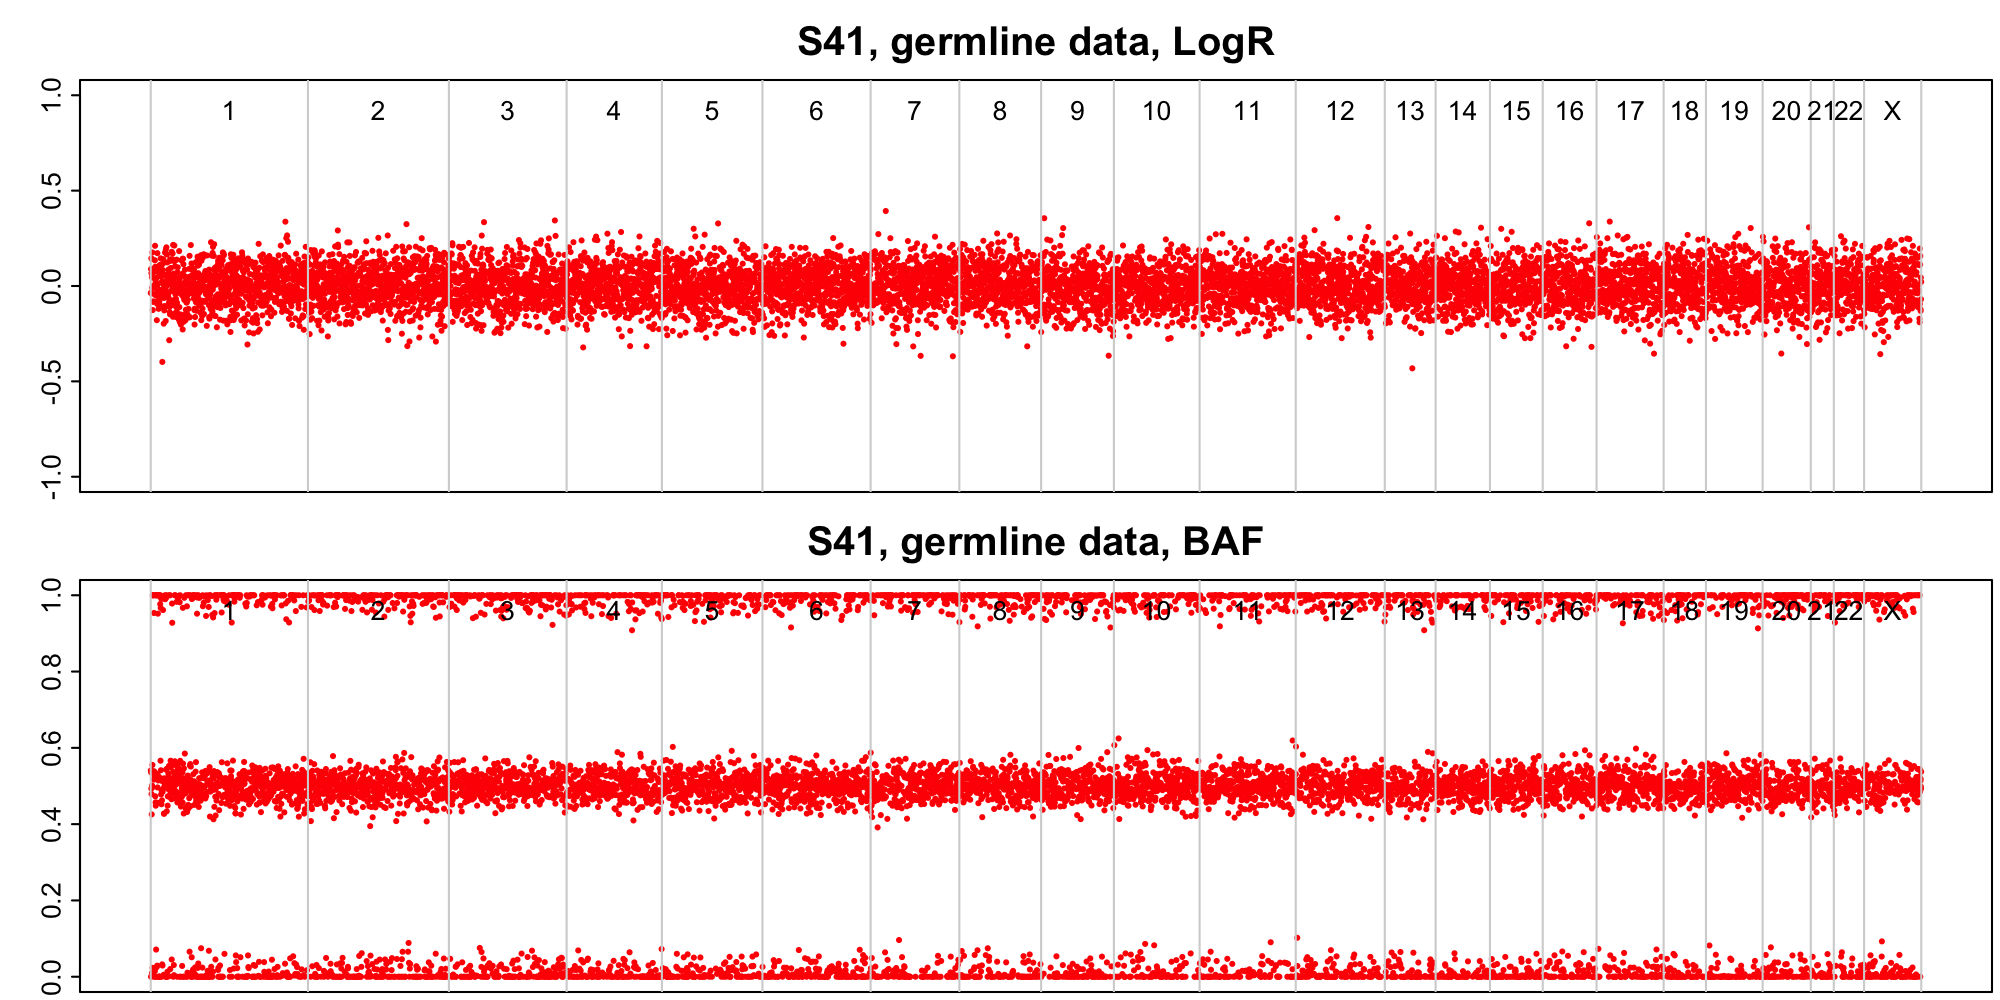 S41, germline data, LogR
1.0
0.5
0.0
-0.5
-1.0
1 2 3 4 5 6 7 8 9 10 11 12 13 14 15 16 17 18 19 20 21 22 X
S41, germline data, BAF
1.0
0.8
0.6
0.4
0.2
0.0
1 2 3 4 5 6 7 8 9 10 11 12 13 14 15 16 17 18 19 20 21 22 X